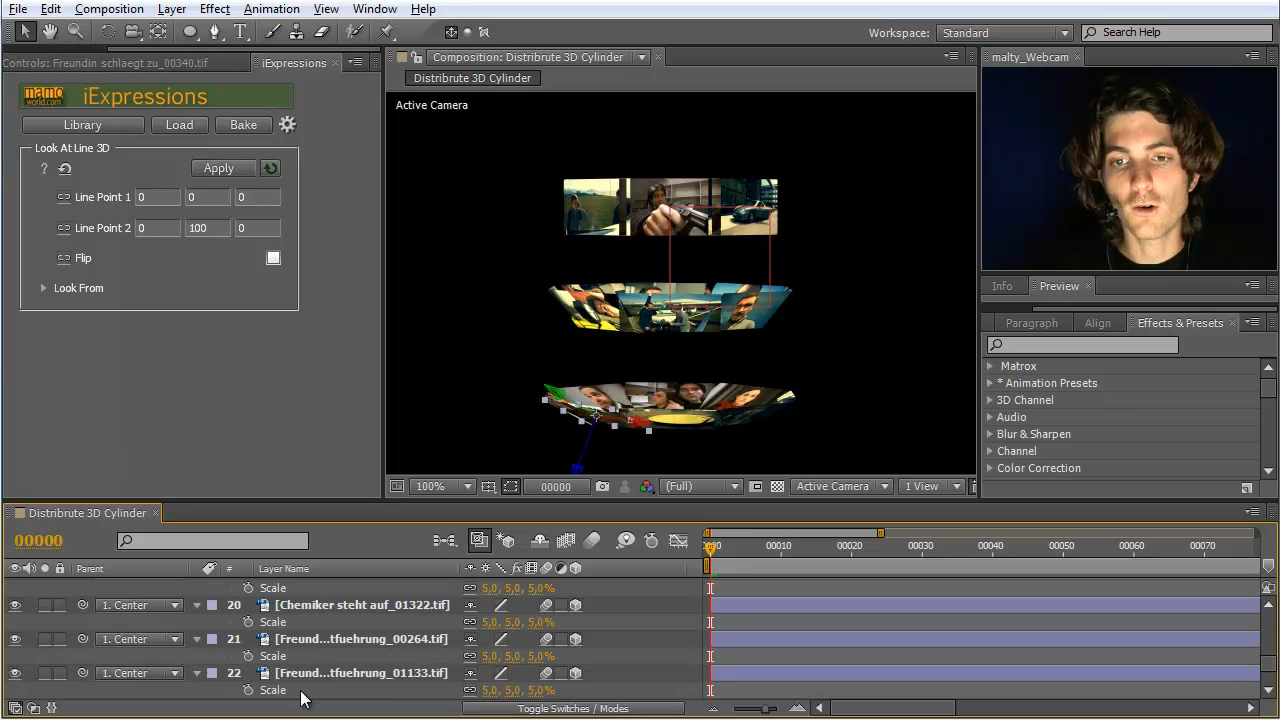 File Edit Composition Layer Effect Animation View Window Help
Workspace: Standard Search Help
Controls: Freundin schlaegt zu_00340.tif iExpressions × Composition: Distribrute 3D Cylinder × malty_Webcam ×
Distribrute 3D Cylinder
mamo world.com iExpressions
Active Camera
Library Load Bake
Look At Line 3D
? Apply
Line Point 1 0 0 0
Line Point 2 0 100 0
Flip
Look From
Info Preview ×
Paragraph Align Effects & Presets ×
Matrox
* Animation Presets
3D Channel
Audio
Blur & Sharpen
Channel
Color Correction
100% 00000 (Full) Active Camera 1 View
Distribrute 3D Cylinder ×
00000
00010 00020 00030 00040 00050 00060 00070
Parent # Layer Name
Scale 5,0, 5,0, 5,0%
1. Center 20 [Chemiker steht auf_01322.tif]
Scale 5,0, 5,0, 5,0%
1. Center 21 [Freund...tfuehrung_00264.tif]
Scale 5,0, 5,0, 5,0%
1. Center 22 [Freund...tfuehrung_01133.tif]
Scale 5,0, 5,0, 5,0%
Toggle Switches / Modes